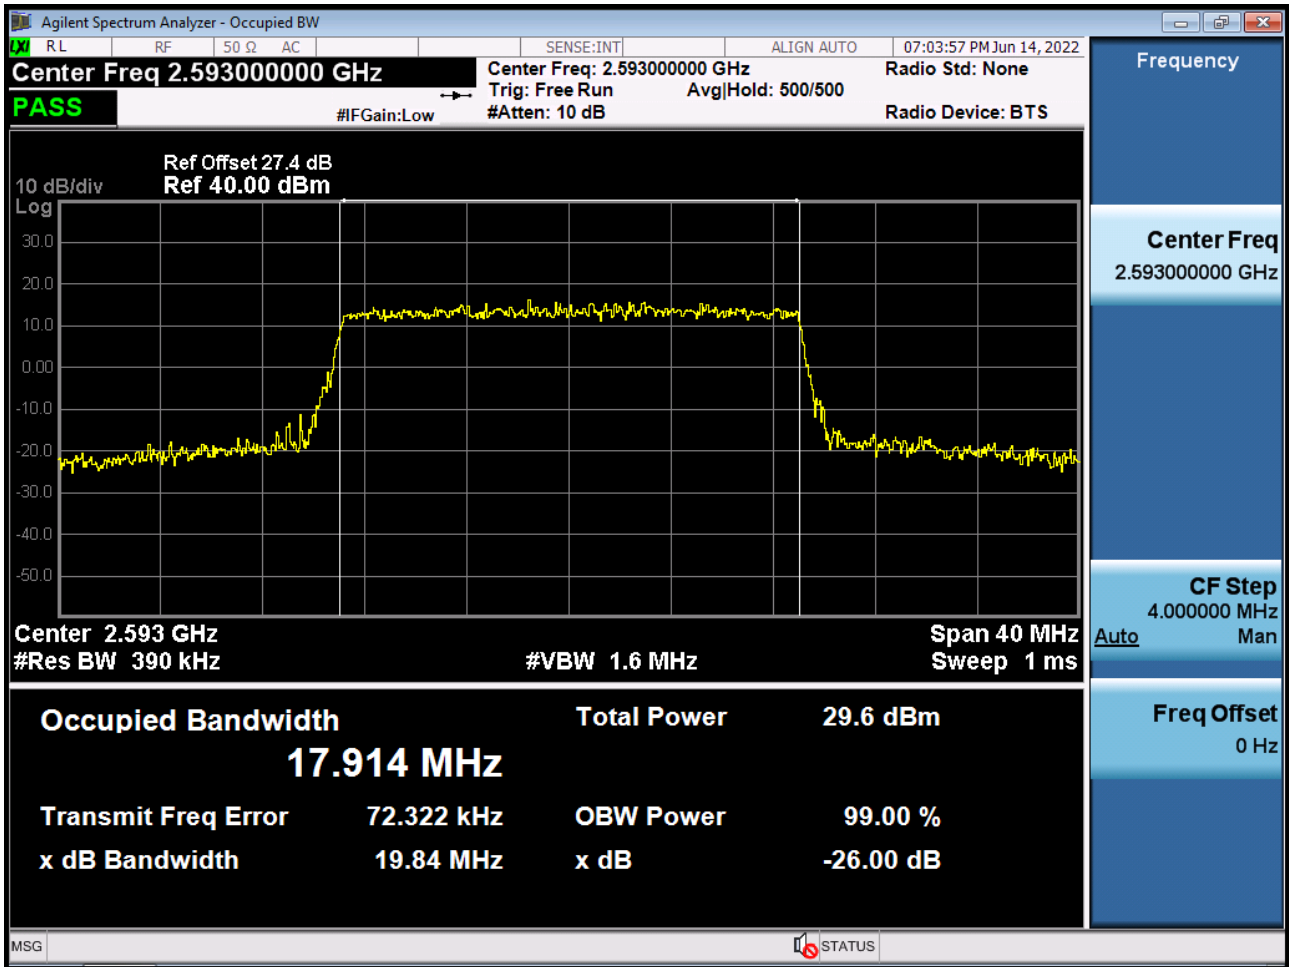 Agilent Spectrum Analyzer - Occupied BW
LXI RL RF 50 Ω AC SENSE:INT ALIGN AUTO 07:03:57 PM Jun 14, 2022
Center Freq 2.593000000 GHz
Center Freq: 2.593000000 GHz
Radio Std: None
Trig: Free Run
Avg|Hold: 500/500
PASS
#IFGain:Low
#Atten: 10 dB
Radio Device: BTS
Ref Offset 27.4 dB
10 dB/div
Ref 40.00 dBm
Log
30.0
20.0
10.0
0.00
-10.0
-20.0
-30.0
-40.0
-50.0
Center 2.593 GHz
Span 40 MHz
#Res BW 390 kHz
#VBW 1.6 MHz
Sweep 1 ms
Occupied Bandwidth
17.914 MHz
Total Power 29.6 dBm
Transmit Freq Error 72.322 kHz
OBW Power 99.00 %
x dB Bandwidth 19.84 MHz
x dB -26.00 dB
Frequency
Center Freq
2.593000000 GHz
CF Step
4.000000 MHz
Auto Man
Freq Offset
0 Hz
MSG
STATUS